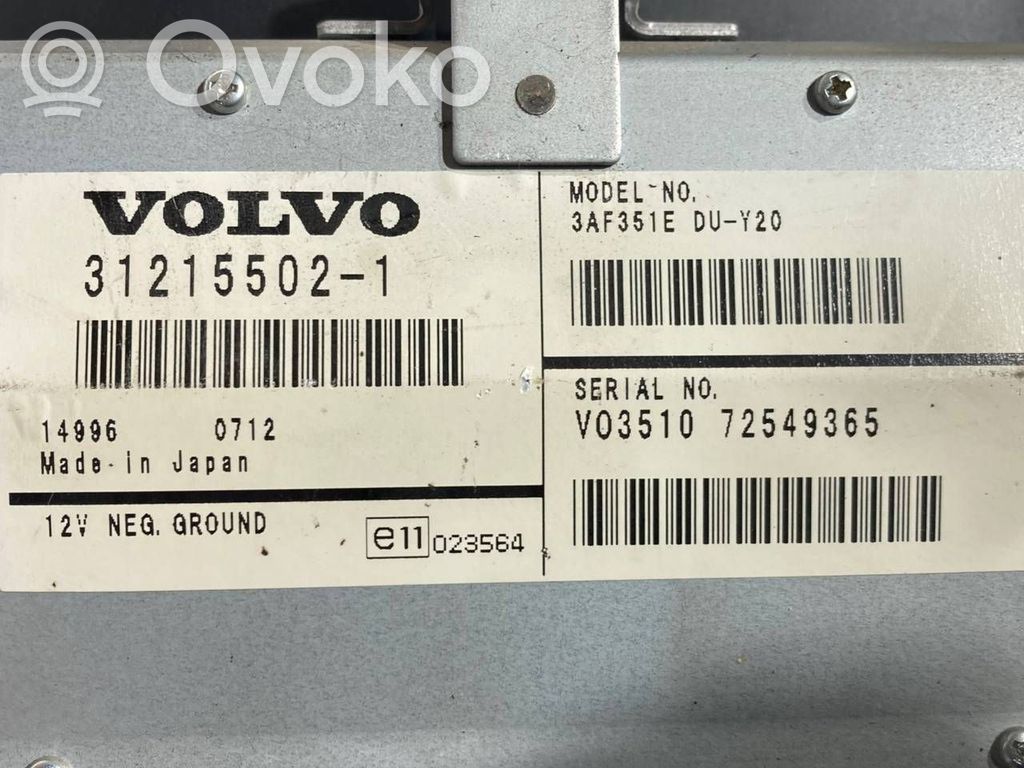 Ovoko
VOLVO
31215502-1
14996 0712
Made in Japan
12V NEG. GROUND
e11 023564
MODEL NO.
3AF351E DU-Y20
SERIAL NO.
V03510 72549365